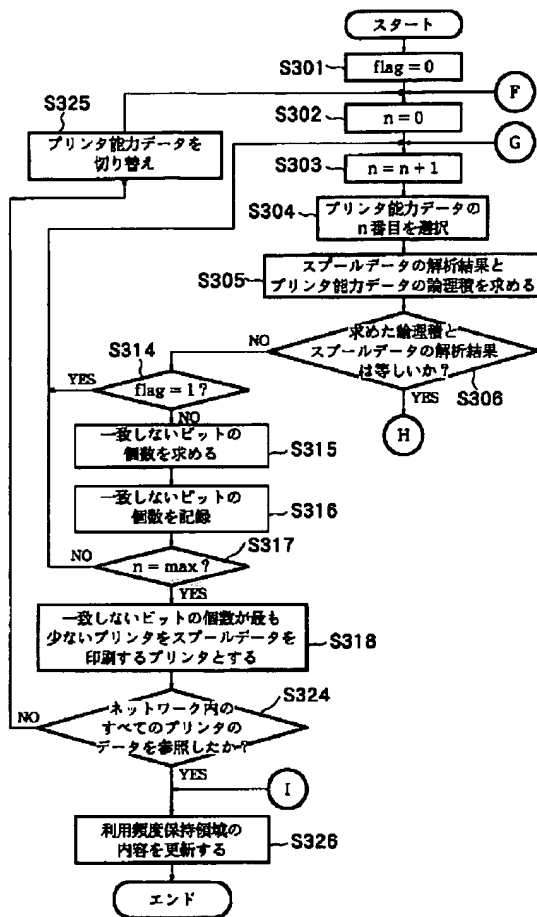 スタート
S301
flag = 0
F
S325
S302
n = 0
プリンタ能力データを
切り替え
G
S303
n = n + 1
S304
プリンタ能力データの
n番目を選択
S305
スプールデータの解析結果と
プリンタ能力データの論理積を求める
求めた論理積と
スプールデータの解析結果
は等しいか?
NO
YES
S306
H
S314
flag = 1?
YES
NO
一致しないビットの
個数を求める
S315
一致しないビットの
個数を記録
S316
n = max?
S317
NO
YES
一致しないビットの個数が最も
少ないプリンタをスプールデータを
印刷するプリンタとする
S318
ネットワーク内の
すべてのプリンタの
データを参照したか?
S324
NO
YES
I
利用頻度保持領域の
内容を更新する
S326
エンド